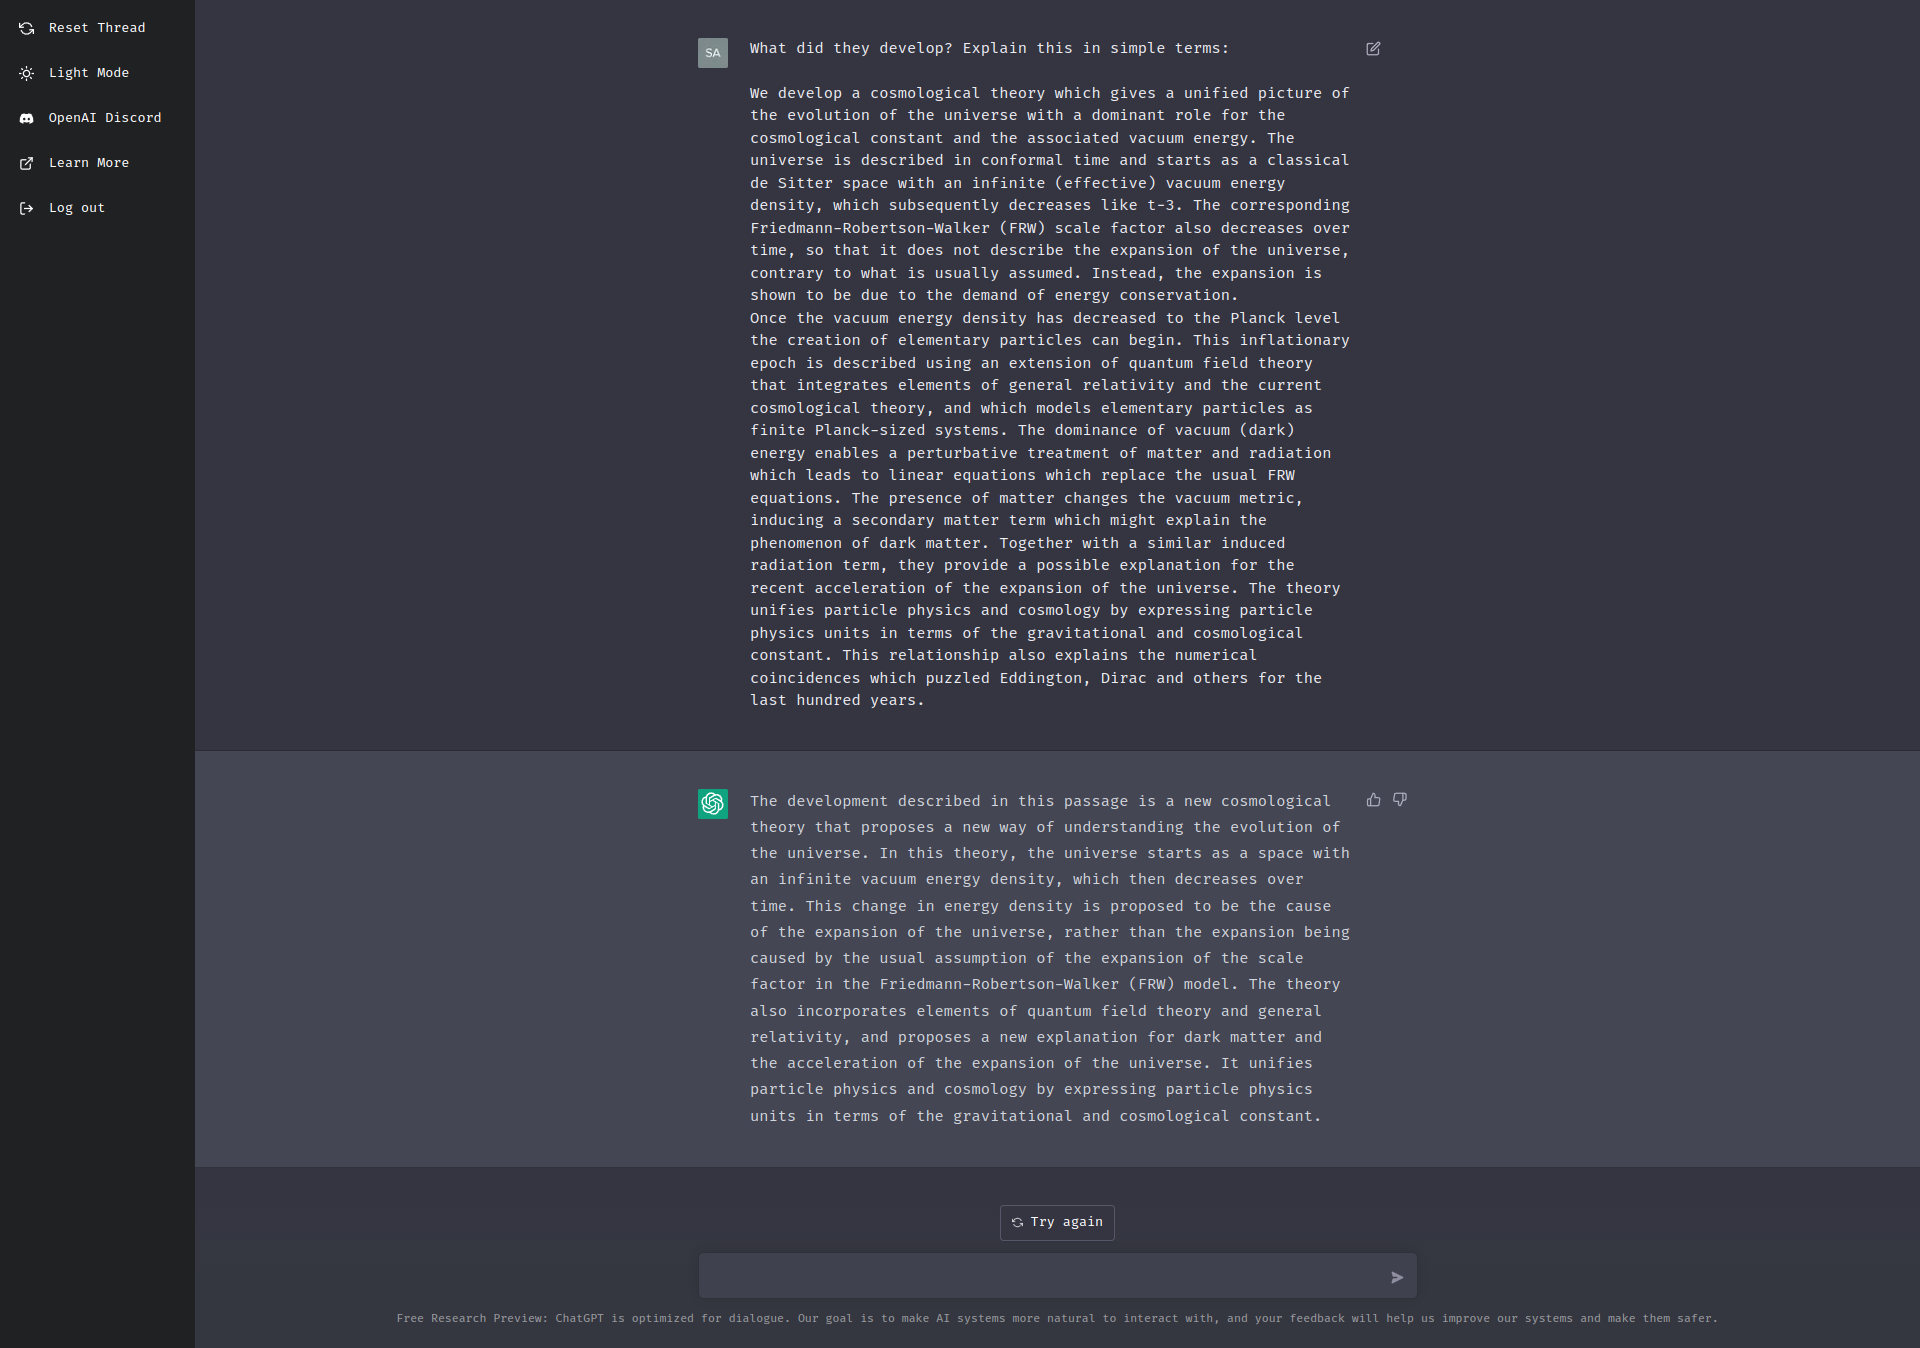 Reset Thread
Light Mode
OpenAI Discord
Learn More
Log out
SA
What did they develop? Explain this in simple terms:
We develop a cosmological theory which gives a unified picture of
the evolution of the universe with a dominant role for the
cosmological constant and the associated vacuum energy. The
universe is described in conformal time and starts as a classical
de Sitter space with an infinite (effective) vacuum energy
density, which subsequently decreases like t-3. The corresponding
Friedmann-Robertson-Walker (FRW) scale factor also decreases over
time, so that it does not describe the expansion of the universe,
contrary to what is usually assumed. Instead, the expansion is
shown to be due to the demand of energy conservation.
Once the vacuum energy density has decreased to the Planck level
the creation of elementary particles can begin. This inflationary
epoch is described using an extension of quantum field theory
that integrates elements of general relativity and the current
cosmological theory, and which models elementary particles as
finite Planck-sized systems. The dominance of vacuum (dark)
energy enables a perturbative treatment of matter and radiation
which leads to linear equations which replace the usual FRW
equations. The presence of matter changes the vacuum metric,
inducing a secondary matter term which might explain the
phenomenon of dark matter. Together with a similar induced
radiation term, they provide a possible explanation for the
recent acceleration of the expansion of the universe. The theory
unifies particle physics and cosmology by expressing particle
physics units in terms of the gravitational and cosmological
constant. This relationship also explains the numerical
coincidences which puzzled Eddington, Dirac and others for the
last hundred years.
The development described in this passage is a new cosmological
theory that proposes a new way of understanding the evolution of
the universe. In this theory, the universe starts as a space with
an infinite vacuum energy density, which then decreases over
time. This change in energy density is proposed to be the cause
of the expansion of the universe, rather than the expansion being
caused by the usual assumption of the expansion of the scale
factor in the Friedmann-Robertson-Walker (FRW) model. The theory
also incorporates elements of quantum field theory and general
relativity, and proposes a new explanation for dark matter and
the acceleration of the expansion of the universe. It unifies
particle physics and cosmology by expressing particle physics
units in terms of the gravitational and cosmological constant.
Try again
Free Research Preview: ChatGPT is optimized for dialogue. Our goal is to make AI systems more natural to interact with, and your feedback will help us improve our systems and make them safer.